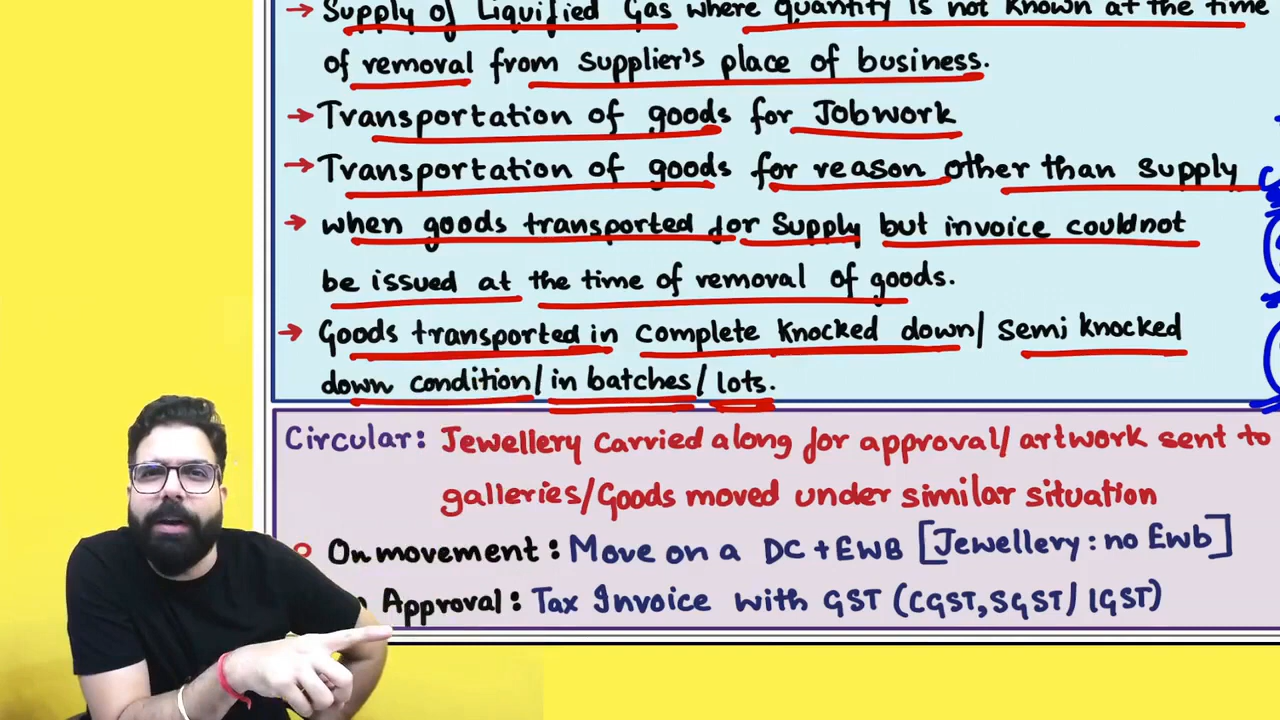 → Supply of Liquified Gas where quantity is not known at the time
of removal from supplier's place of business.
→ Transportation of goods for Jobwork
→ Transportation of goods for reason other than supply
→ when goods transported for supply but invoice couldnot
be issued at the time of removal of goods.
→ Goods transported in complete knocked down/ semi knocked
down condition/ in batches/ lots.
Circular: Jewellery carried along for approval/ artwork sent to
galleries/Goods moved under similar situation
On movement: Move on a DC + EWB [Jewellery: no Ewb]
Approval: Tax Invoice with GST (CGST, SGST/ IGST)